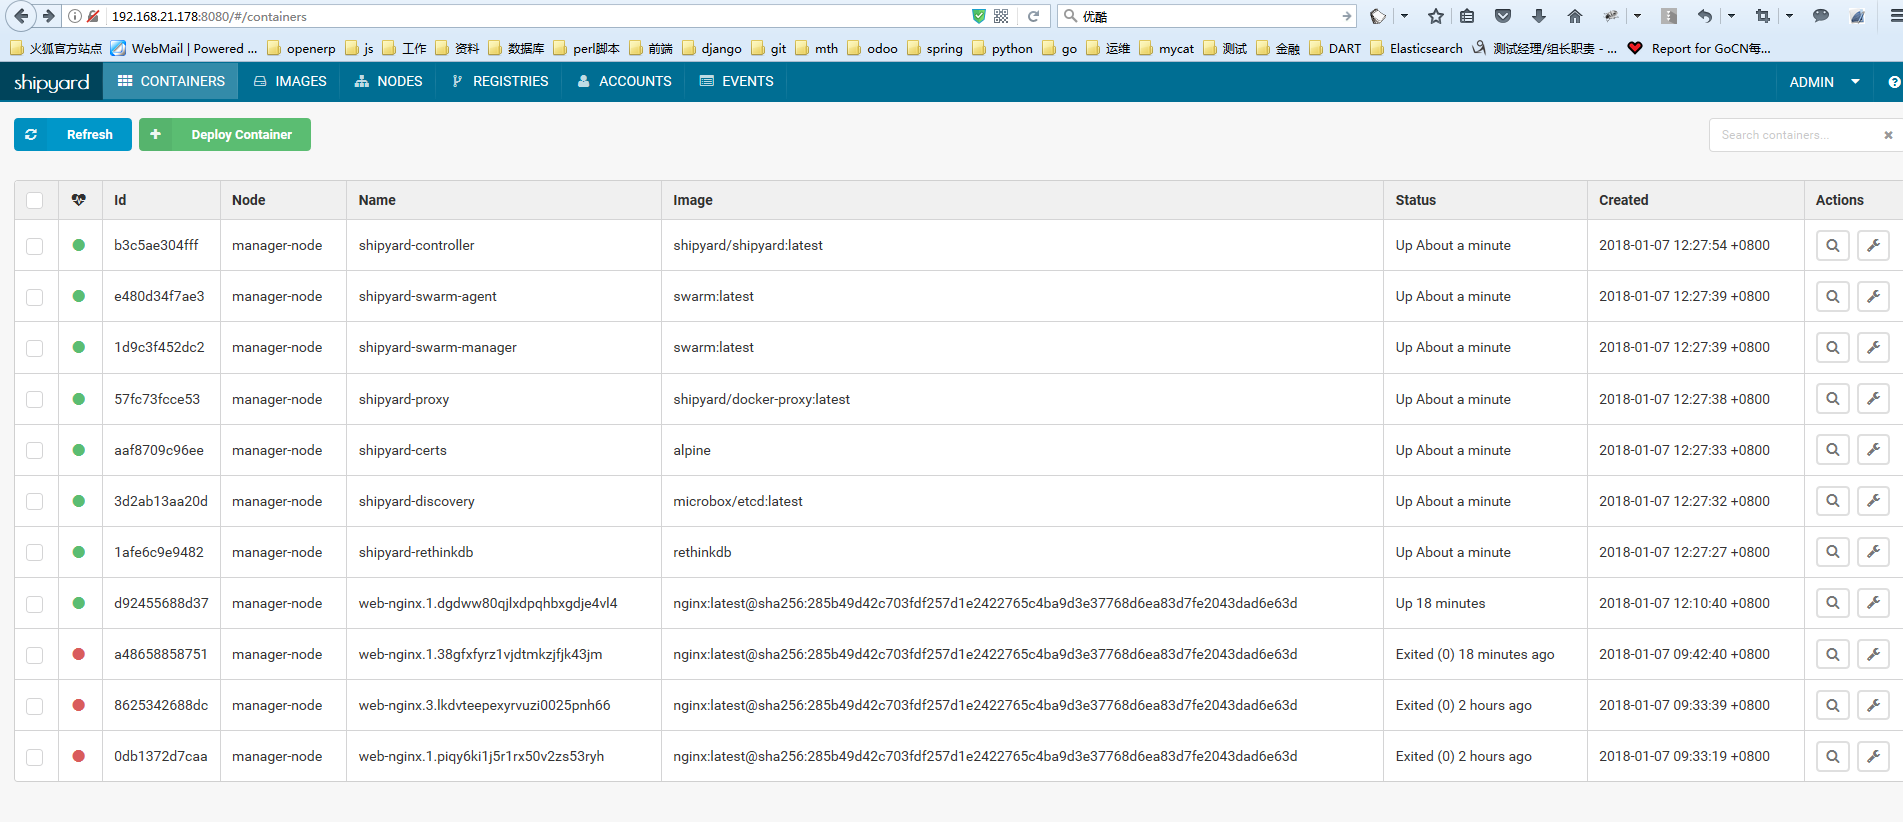 192.168.21.178:8080/#/containers 优酷
火狐官方站点 WebMail | Powered ... openerp js 工作 资料 数据库 perl脚本 前端 django git mth odoo spring python go 运维 mycat 测试 金融 DART Elasticsearch 测试经理/组长职责 - ... Report for GoCN每...
shipyard CONTAINERS IMAGES NODES REGISTRIES ACCOUNTS EVENTS ADMIN
Refresh Deploy Container Search containers...
Id Node Name Image Status Created Actions
b3c5ae304fff manager-node shipyard-controller shipyard/shipyard:latest Up About a minute 2018-01-07 12:27:54 +0800
e480d34f7ae3 manager-node shipyard-swarm-agent swarm:latest Up About a minute 2018-01-07 12:27:39 +0800
1d9c3f452dc2 manager-node shipyard-swarm-manager swarm:latest Up About a minute 2018-01-07 12:27:39 +0800
57fc73fcce53 manager-node shipyard-proxy shipyard/docker-proxy:latest Up About a minute 2018-01-07 12:27:38 +0800
aaf8709c96ee manager-node shipyard-certs alpine Up About a minute 2018-01-07 12:27:33 +0800
3d2ab13aa20d manager-node shipyard-discovery microbox/etcd:latest Up About a minute 2018-01-07 12:27:32 +0800
1afe6c9e9482 manager-node shipyard-rethinkdb rethinkdb Up About a minute 2018-01-07 12:27:27 +0800
d92455688d37 manager-node web-nginx.1.dgdww80qjlxdpqhbxgdje4vl4 nginx:latest@sha256:285b49d42c703fdf257d1e2422765c4ba9d3e37768d6ea83d7fe2043dad6e63d Up 18 minutes 2018-01-07 12:10:40 +0800
a48658858751 manager-node web-nginx.1.38gfxfyrz1vjdtmkzjfjk43jm nginx:latest@sha256:285b49d42c703fdf257d1e2422765c4ba9d3e37768d6ea83d7fe2043dad6e63d Exited (0) 18 minutes ago 2018-01-07 09:42:40 +0800
8625342688dc manager-node web-nginx.3.lkdvteepexyrvuzi0025pnh66 nginx:latest@sha256:285b49d42c703fdf257d1e2422765c4ba9d3e37768d6ea83d7fe2043dad6e63d Exited (0) 2 hours ago 2018-01-07 09:33:39 +0800
0db1372d7caa manager-node web-nginx.1.piqy6ki1j5r1rx50v2zs53ryh nginx:latest@sha256:285b49d42c703fdf257d1e2422765c4ba9d3e37768d6ea83d7fe2043dad6e63d Exited (0) 2 hours ago 2018-01-07 09:33:19 +0800